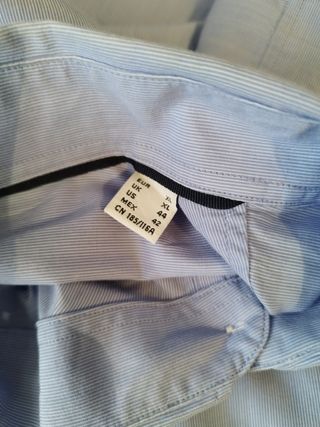 EUR XL
UK XL
US 44
MEX 42
CN 185/116A